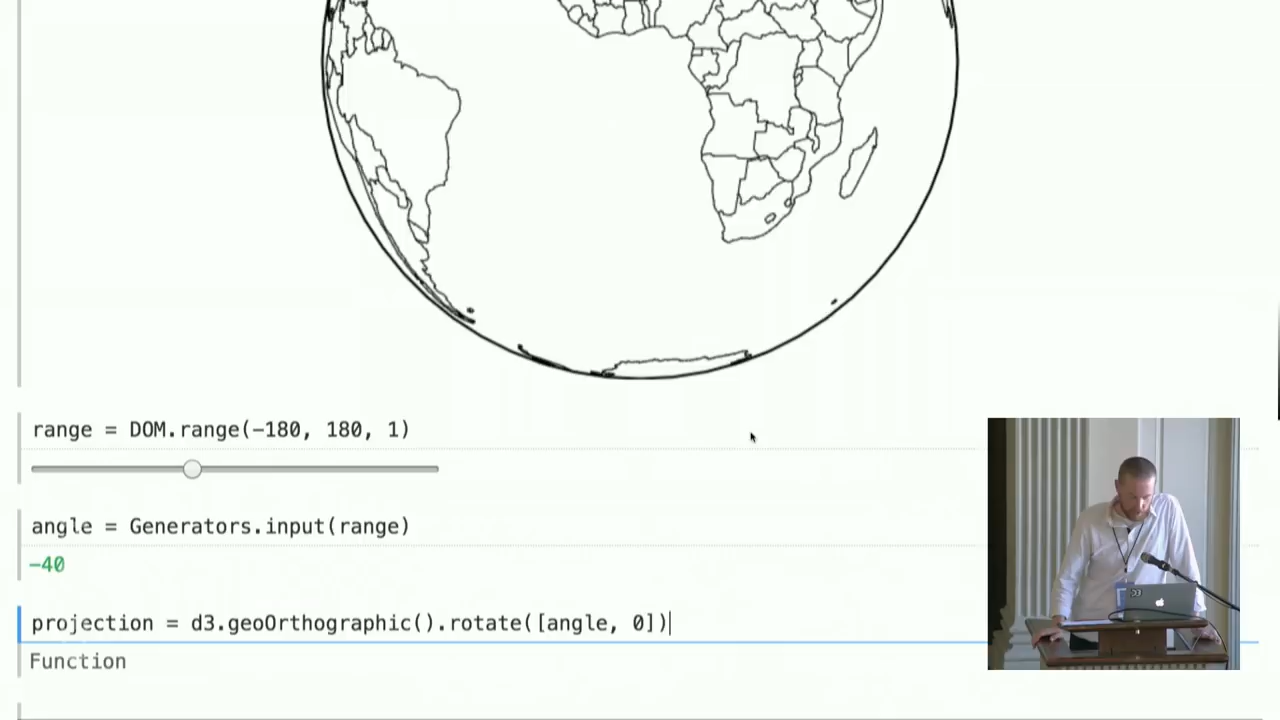 range = DOM.range(-180, 180, 1)
angle = Generators.input(range)
-40
projection = d3.geoOrthographic().rotate([angle, 0])
Function